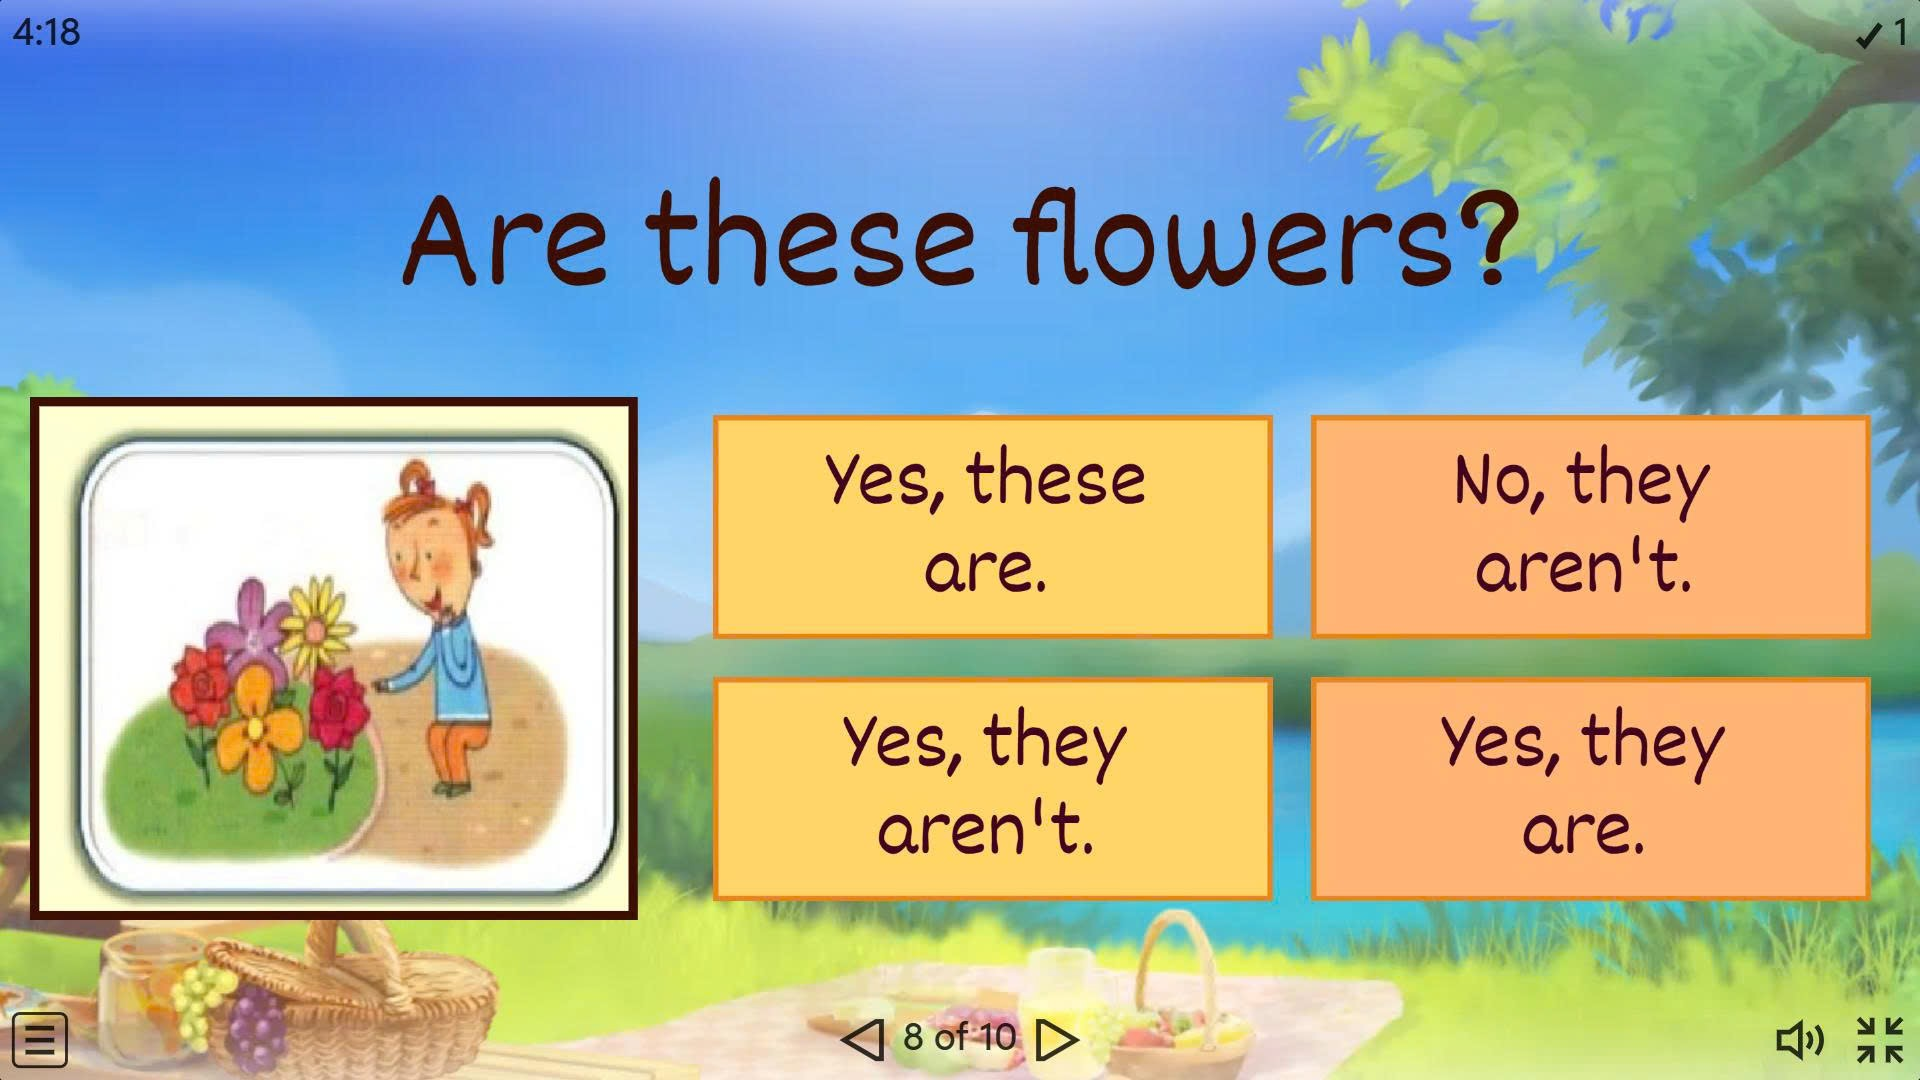 4:18
✓ 1
Are these flowers?
Yes, these
are.
No, they
aren't.
Yes, they
aren't.
Yes, they
are.
8 of 10